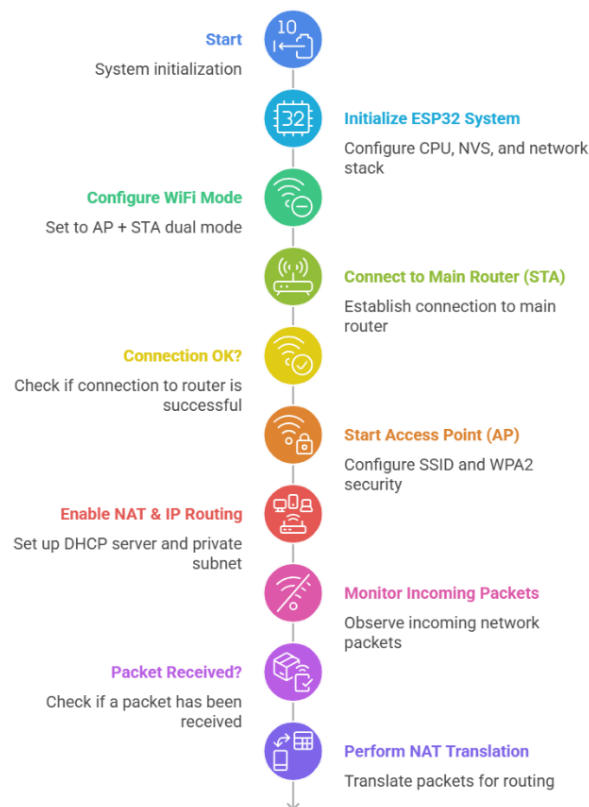 10
Start
System initialization
32
Initialize ESP32 System
Configure CPU, NVS, and network
stack
Configure WiFi Mode
Set to AP + STA dual mode
Connect to Main Router (STA)
Establish connection to main
router
Connection OK?
Check if connection to router is
successful
Start Access Point (AP)
Configure SSID and WPA2
security
Enable NAT & IP Routing
Set up DHCP server and private
subnet
Monitor Incoming Packets
Observe incoming network
packets
Packet Received?
Check if a packet has been
received
Perform NAT Translation
Translate packets for routing